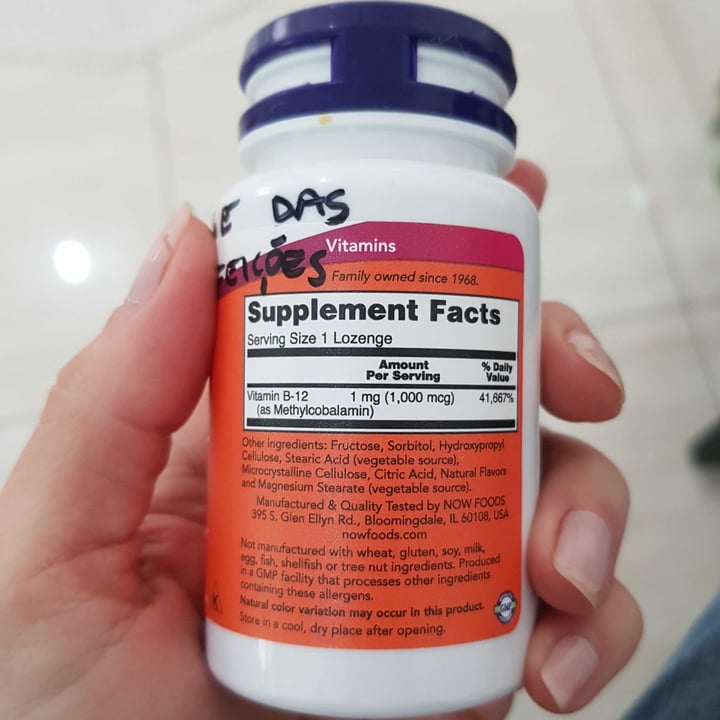 DAS
Vitamins
Family owned since 1968.
Supplement Facts
Serving Size 1 Lozenge
Amount Per Serving
% Daily Value
Vitamin B-12 1 mg (1,000 mcg) 41,667%
(as Methylcobalamin)
Other ingredients: Fructose, Sorbitol, Hydroxypropyl
Cellulose, Stearic Acid (vegetable source),
Microcrystalline Cellulose, Citric Acid, Natural Flavors
and Magnesium Stearate (vegetable source).
Manufactured & Quality Tested by NOW FOODS
395 S. Glen Ellyn Rd., Bloomingdale, IL 60108, USA
nowfoods.com
Not manufactured with wheat, gluten, soy, milk,
egg, fish, shellfish or tree nut ingredients. Produced
in a GMP facility that processes other ingredients
containing these allergens.
Natural color variation may occur in this product.
Store in a cool, dry place after opening.
GMP